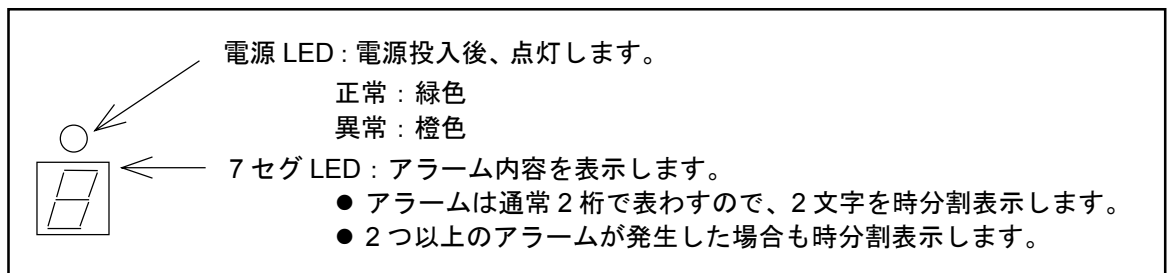 電源 LED : 電源投入後、点灯します。
正常 : 緑色
異常 : 橙色
7 セグ LED : アラーム内容を表示します。
● アラームは通常 2 桁で表わすので、2 文字を時分割表示します。
● 2 つ以上のアラームが発生した場合も時分割表示します。